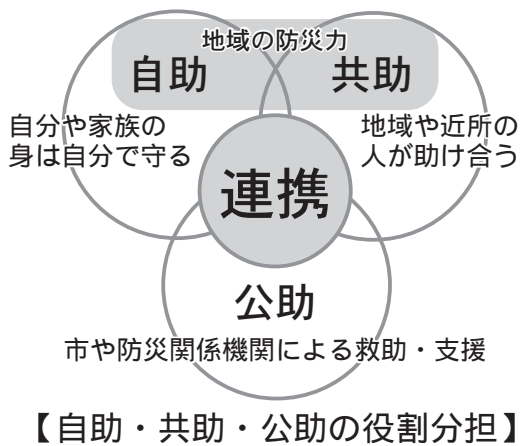 地域の防災力
自助
共助
自分や家族の
身は自分で守る
地域や近所の
人が助け合う
連携
公助
市や防災関係機関による救助・支援
【自助・共助・公助の役割分担】